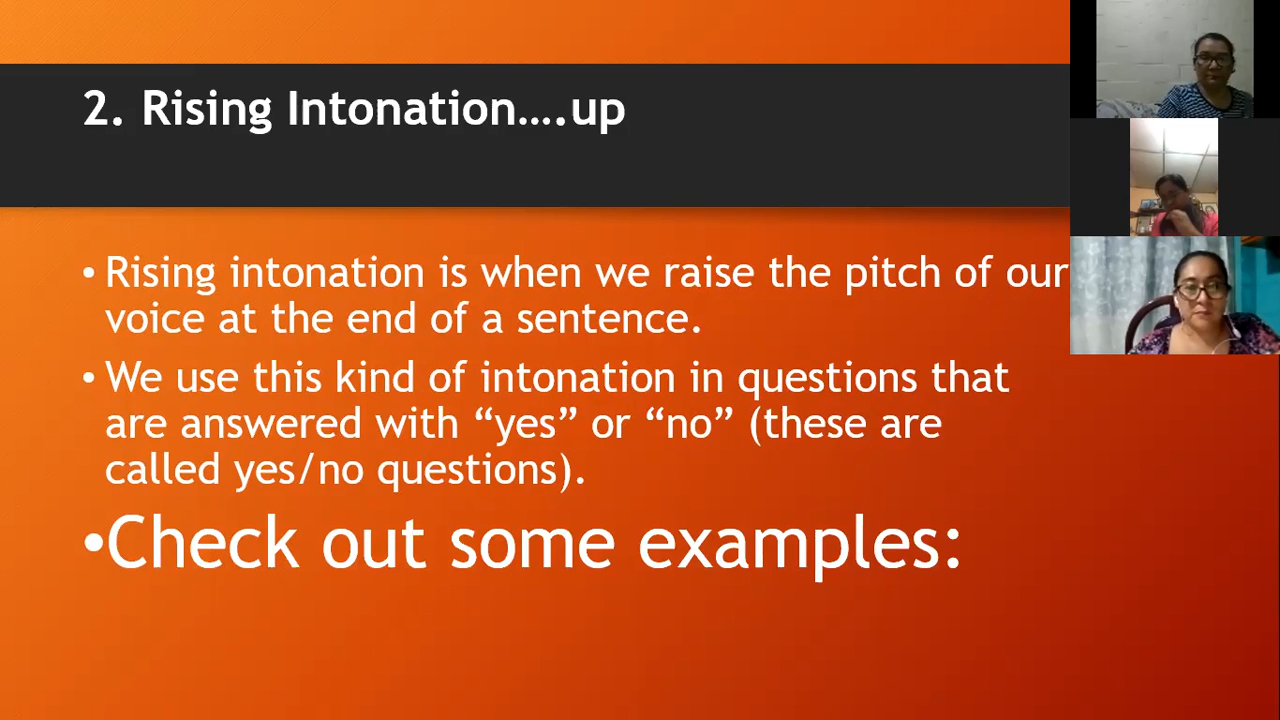 2. Rising Intonation….up
•Rising intonation is when we raise the pitch of our
voice at the end of a sentence.
•We use this kind of intonation in questions that
are answered with “yes” or “no” (these are
called yes/no questions).
•Check out some examples: